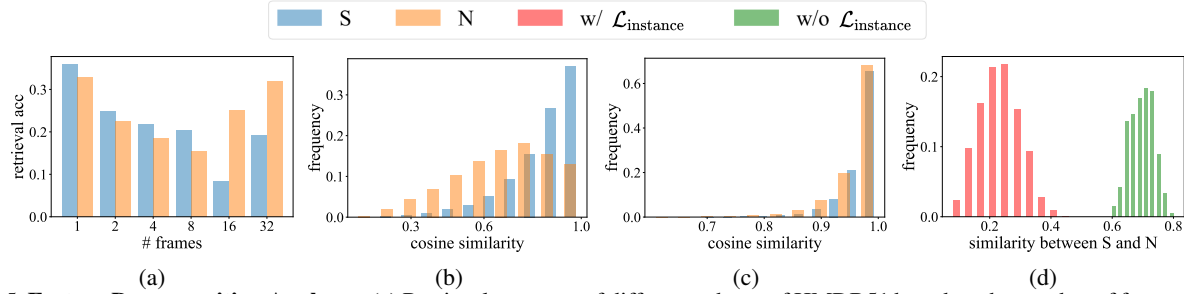 S N w/ ℒinstance w/o ℒinstance
retrieval acc
0.3
0.2
0.1
0.0
1 2 4 8 16 32
# frames
(a)
frequency
0.4
0.3
0.2
0.1
0.0
0.3 0.6 1.0
cosine similarity
(b)
frequency
0.6
0.4
0.2
0.0
0.7 0.8 0.9 1.0
cosine similarity
(c)
frequency
0.2
0.1
0.0
0.2 0.4 0.6 0.8
similarity between S and N
(d)